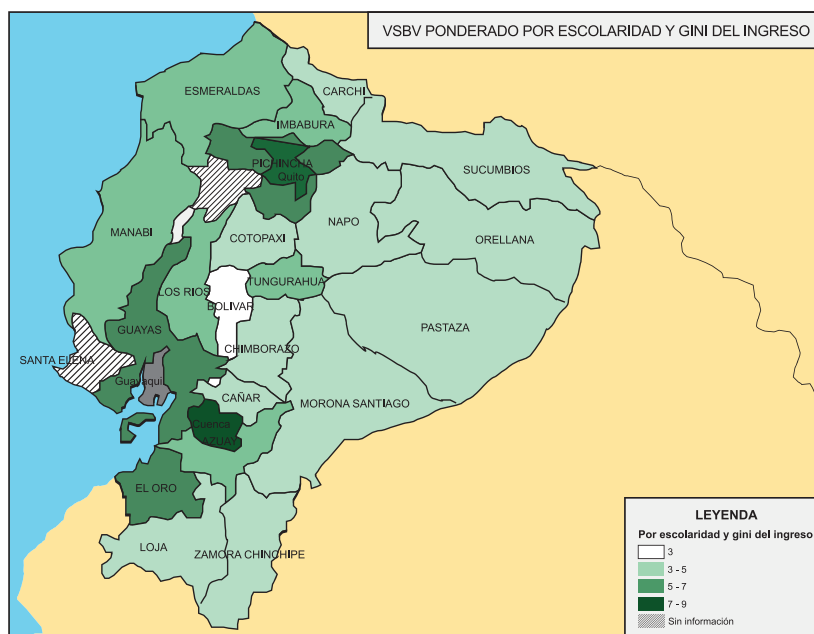 VSBV PONDERADO POR ESCOLARIDAD Y GINI DEL INGRESO
ESMERALDAS
CARCHI
IMBABURA
PICHINCHA
Quito
SUCUMBIOS
MANABI
COTOPAXI
NAPO
ORELLANA
LOS RIOS
TUNGURAHUA
BOLIVAR
GUAYAS
PASTAZA
CHIMBORAZO
SANTA ELENA
Guayaquil
CAÑAR
MORONA SANTIAGO
Cuenca
AZUAY
EL ORO
LOJA
ZAMORA CHINCHIPE
LEYENDA
Por escolaridad y gini del ingreso
3
3 - 5
5 - 7
7 - 9
Sin información